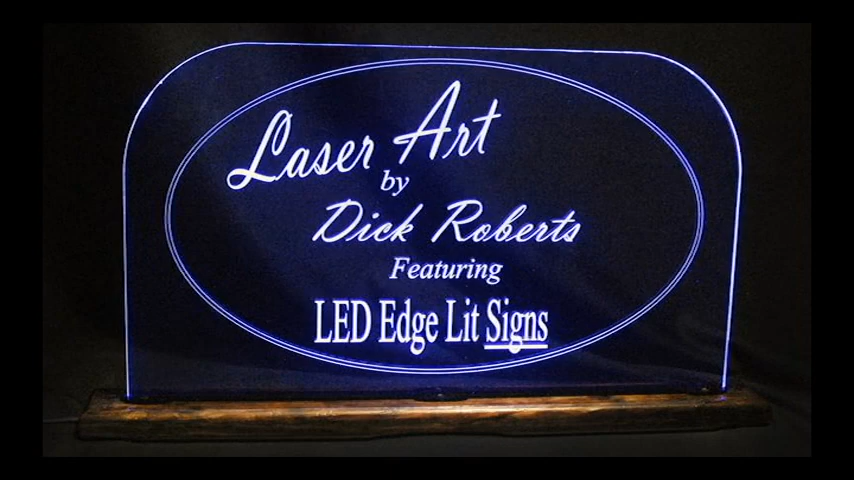 Laser Art
by
Dick Roberts
Featuring
LED Edge Lit Signs